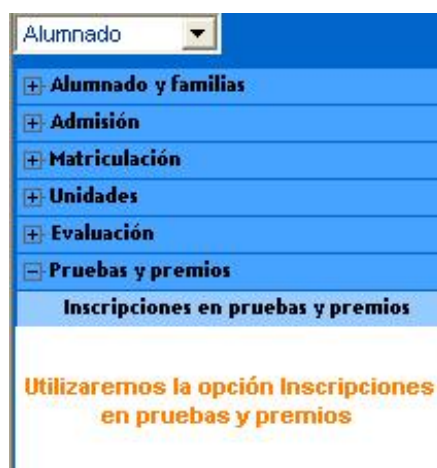 Alumnado
Alumnado y familias
Admisión
Matriculación
Unidades
Evaluación
Pruebas y premios
Inscripciones en pruebas y premios
Utilizaremos la opción Inscripciones
en pruebas y premios